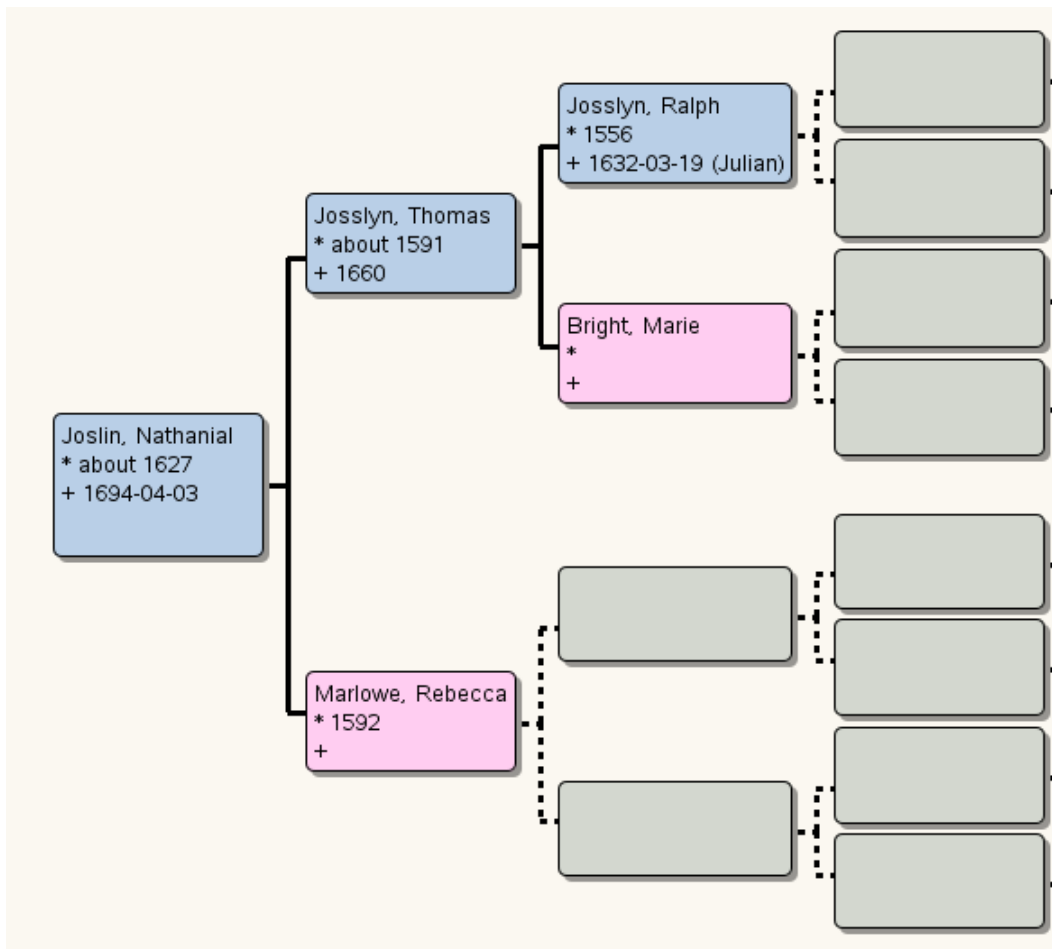 Josslyn, Ralph
* 1556
+ 1632-03-19 (Julian)
Josslyn, Thomas
* about 1591
+ 1660
Bright, Marie
*
+
Joslin, Nathanial
* about 1627
+ 1694-04-03
Marlowe, Rebecca
* 1592
+